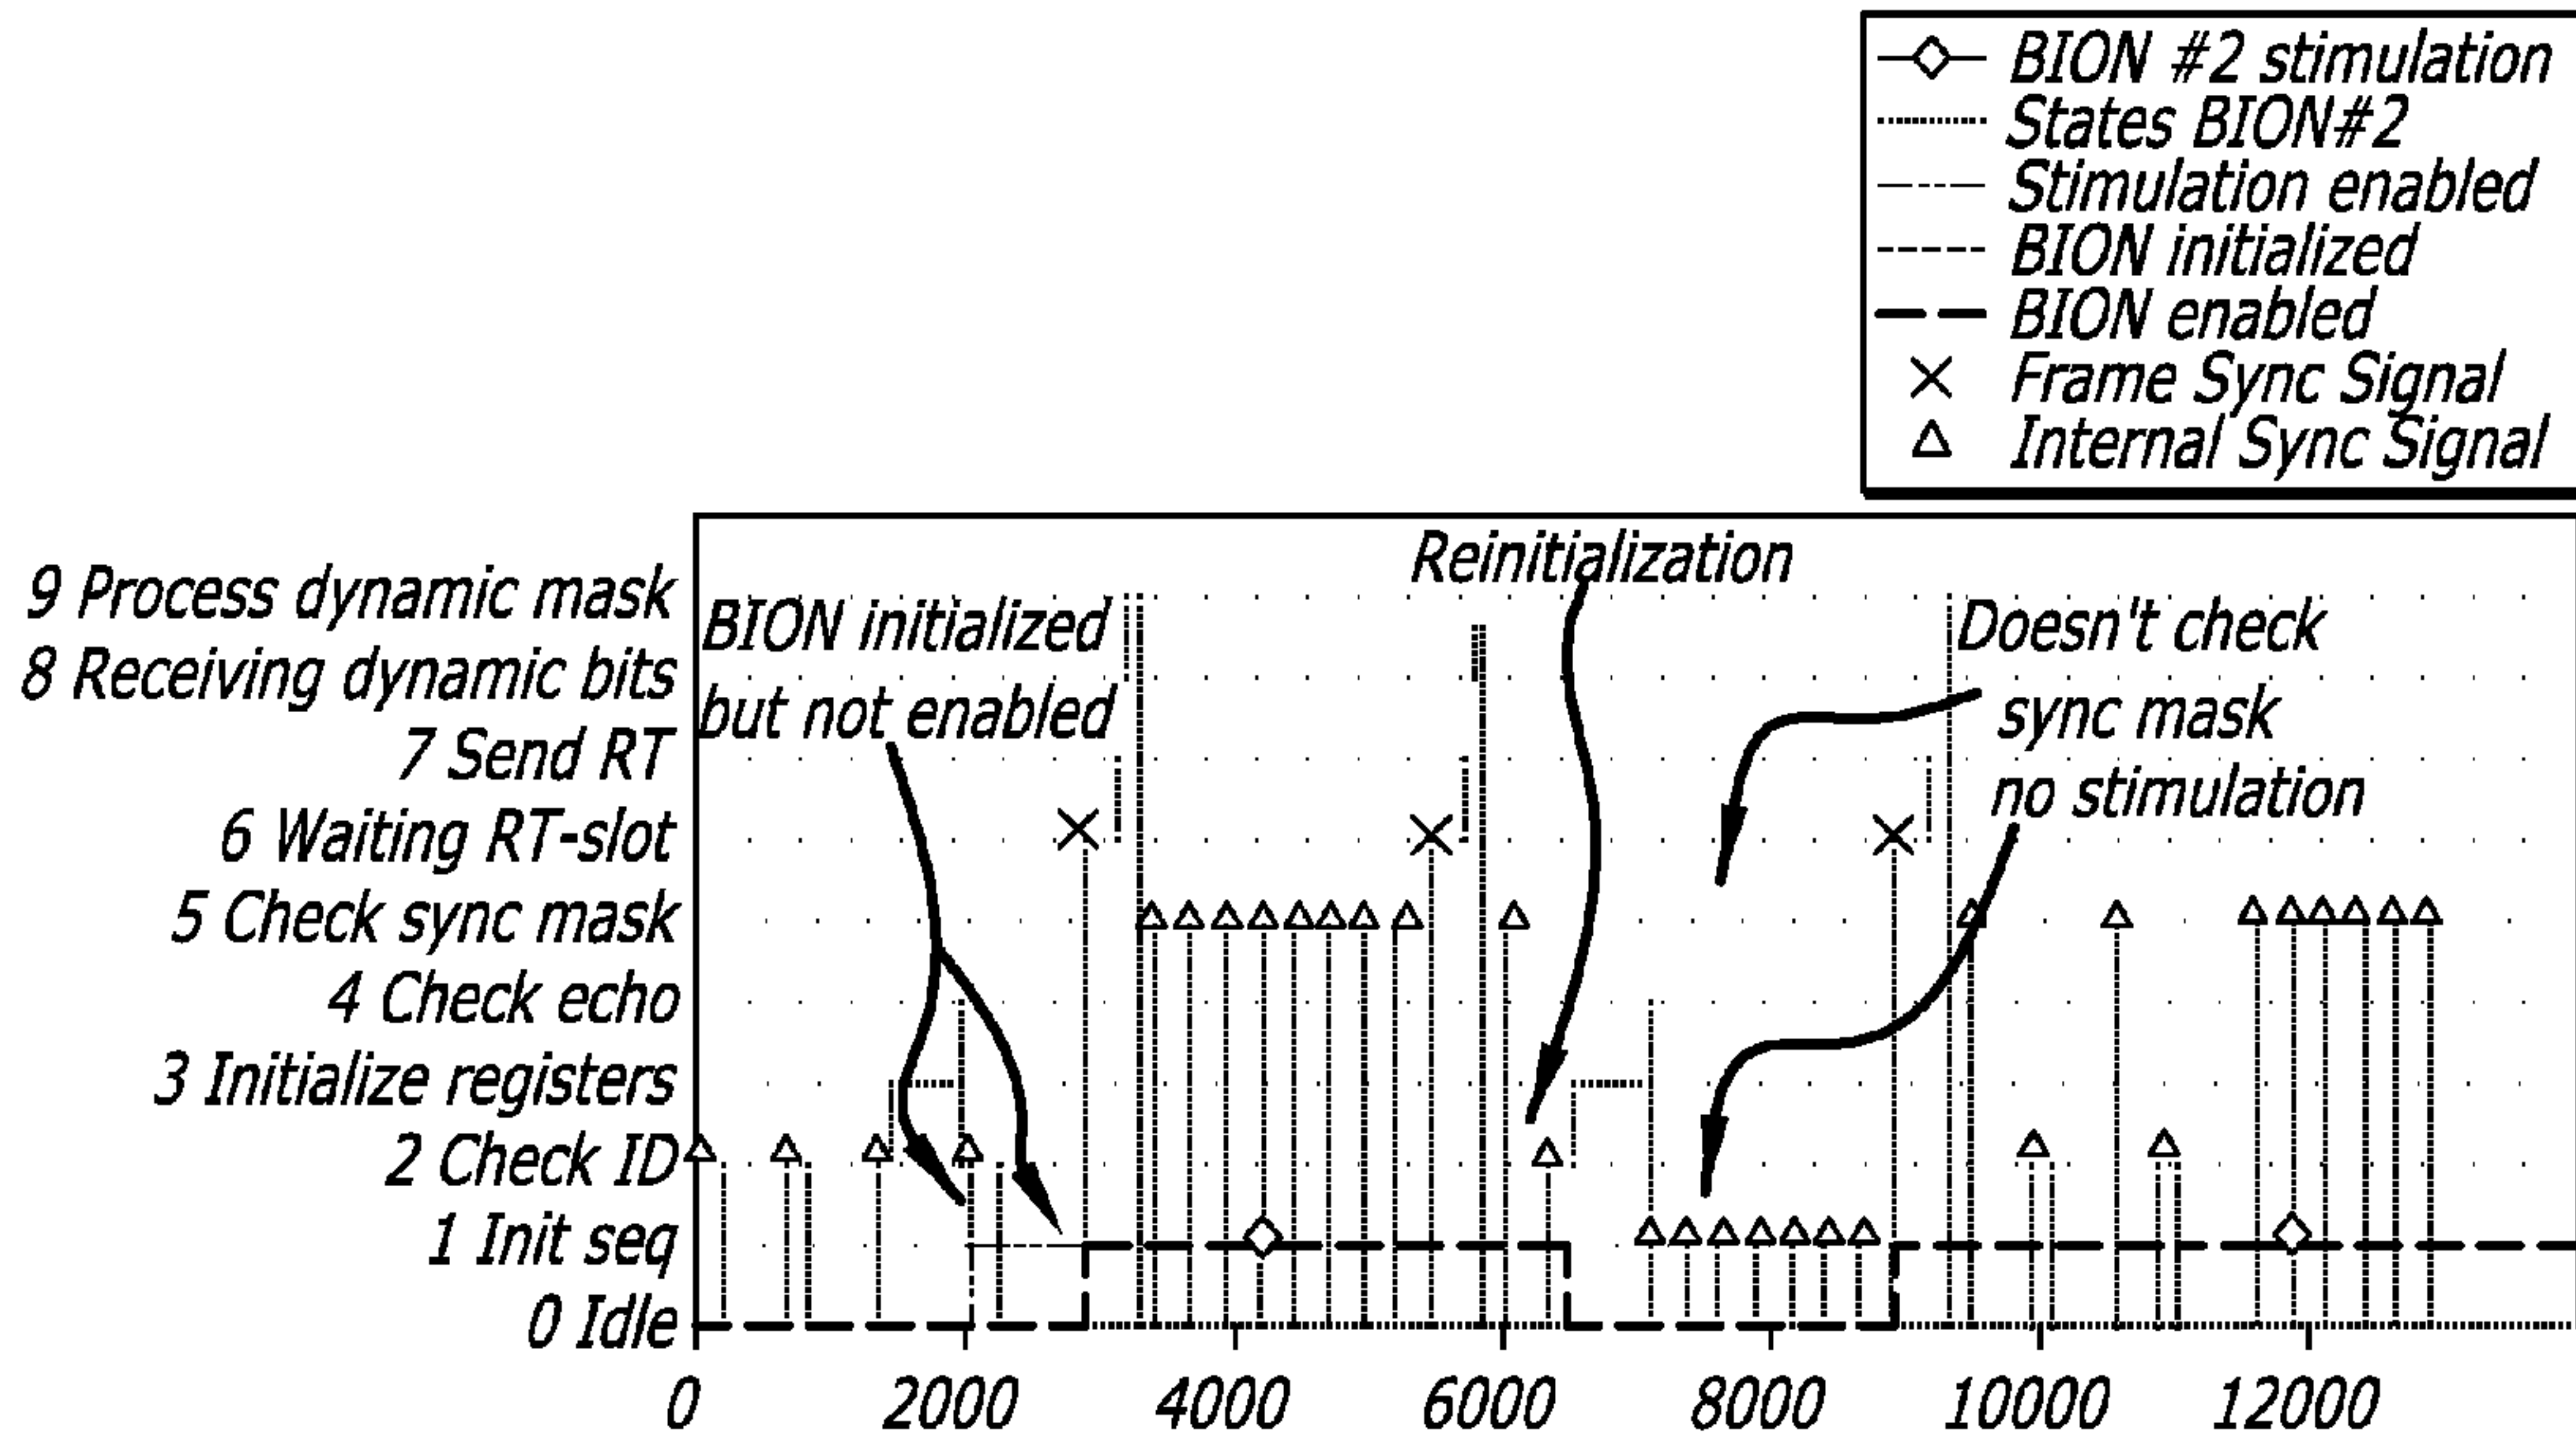 BION #2 stimulation
States BION#2
Stimulation enabled
BION initialized
BION enabled
Frame Sync Signal
Internal Sync Signal
Reinitialization
9 Process dynamic mask
BION initialized
Doesn't check
8 Receiving dynamic bits
but not enabled
sync mask
7 Send RT
no stimulation
6 Waiting RT-slot
5 Check sync mask
4 Check echo
3 Initialize registers
2 Check ID
1 Init seq
0 Idle
0 2000 4000 6000 8000 10000 12000